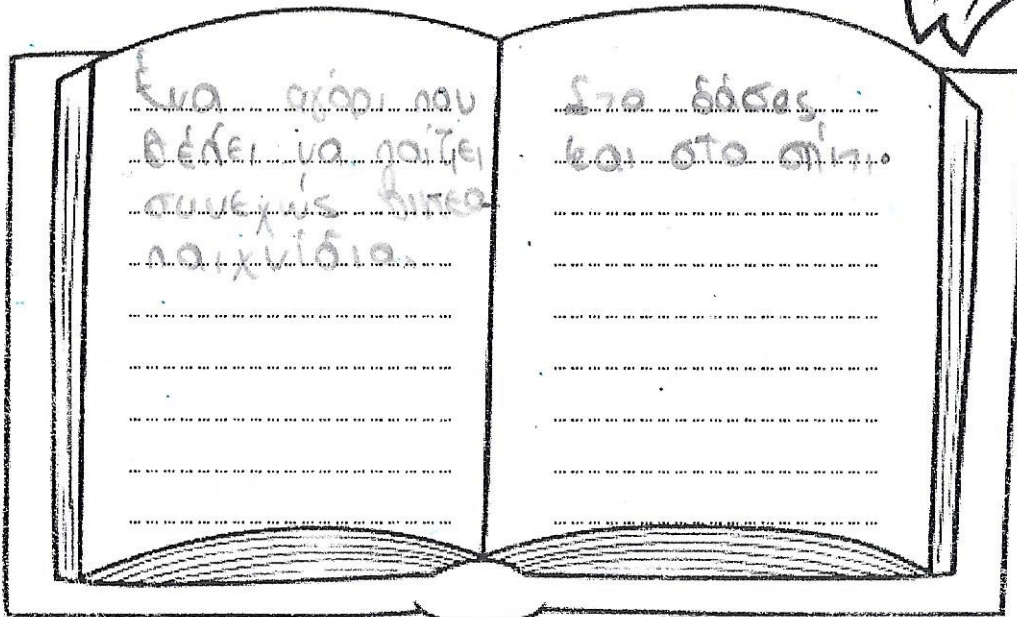 Ένα αγόρι που
θέλει να παίζει
συνεχώς βιντεο
παιχνίδια.
Στο δάσος
και στο σπίτι.